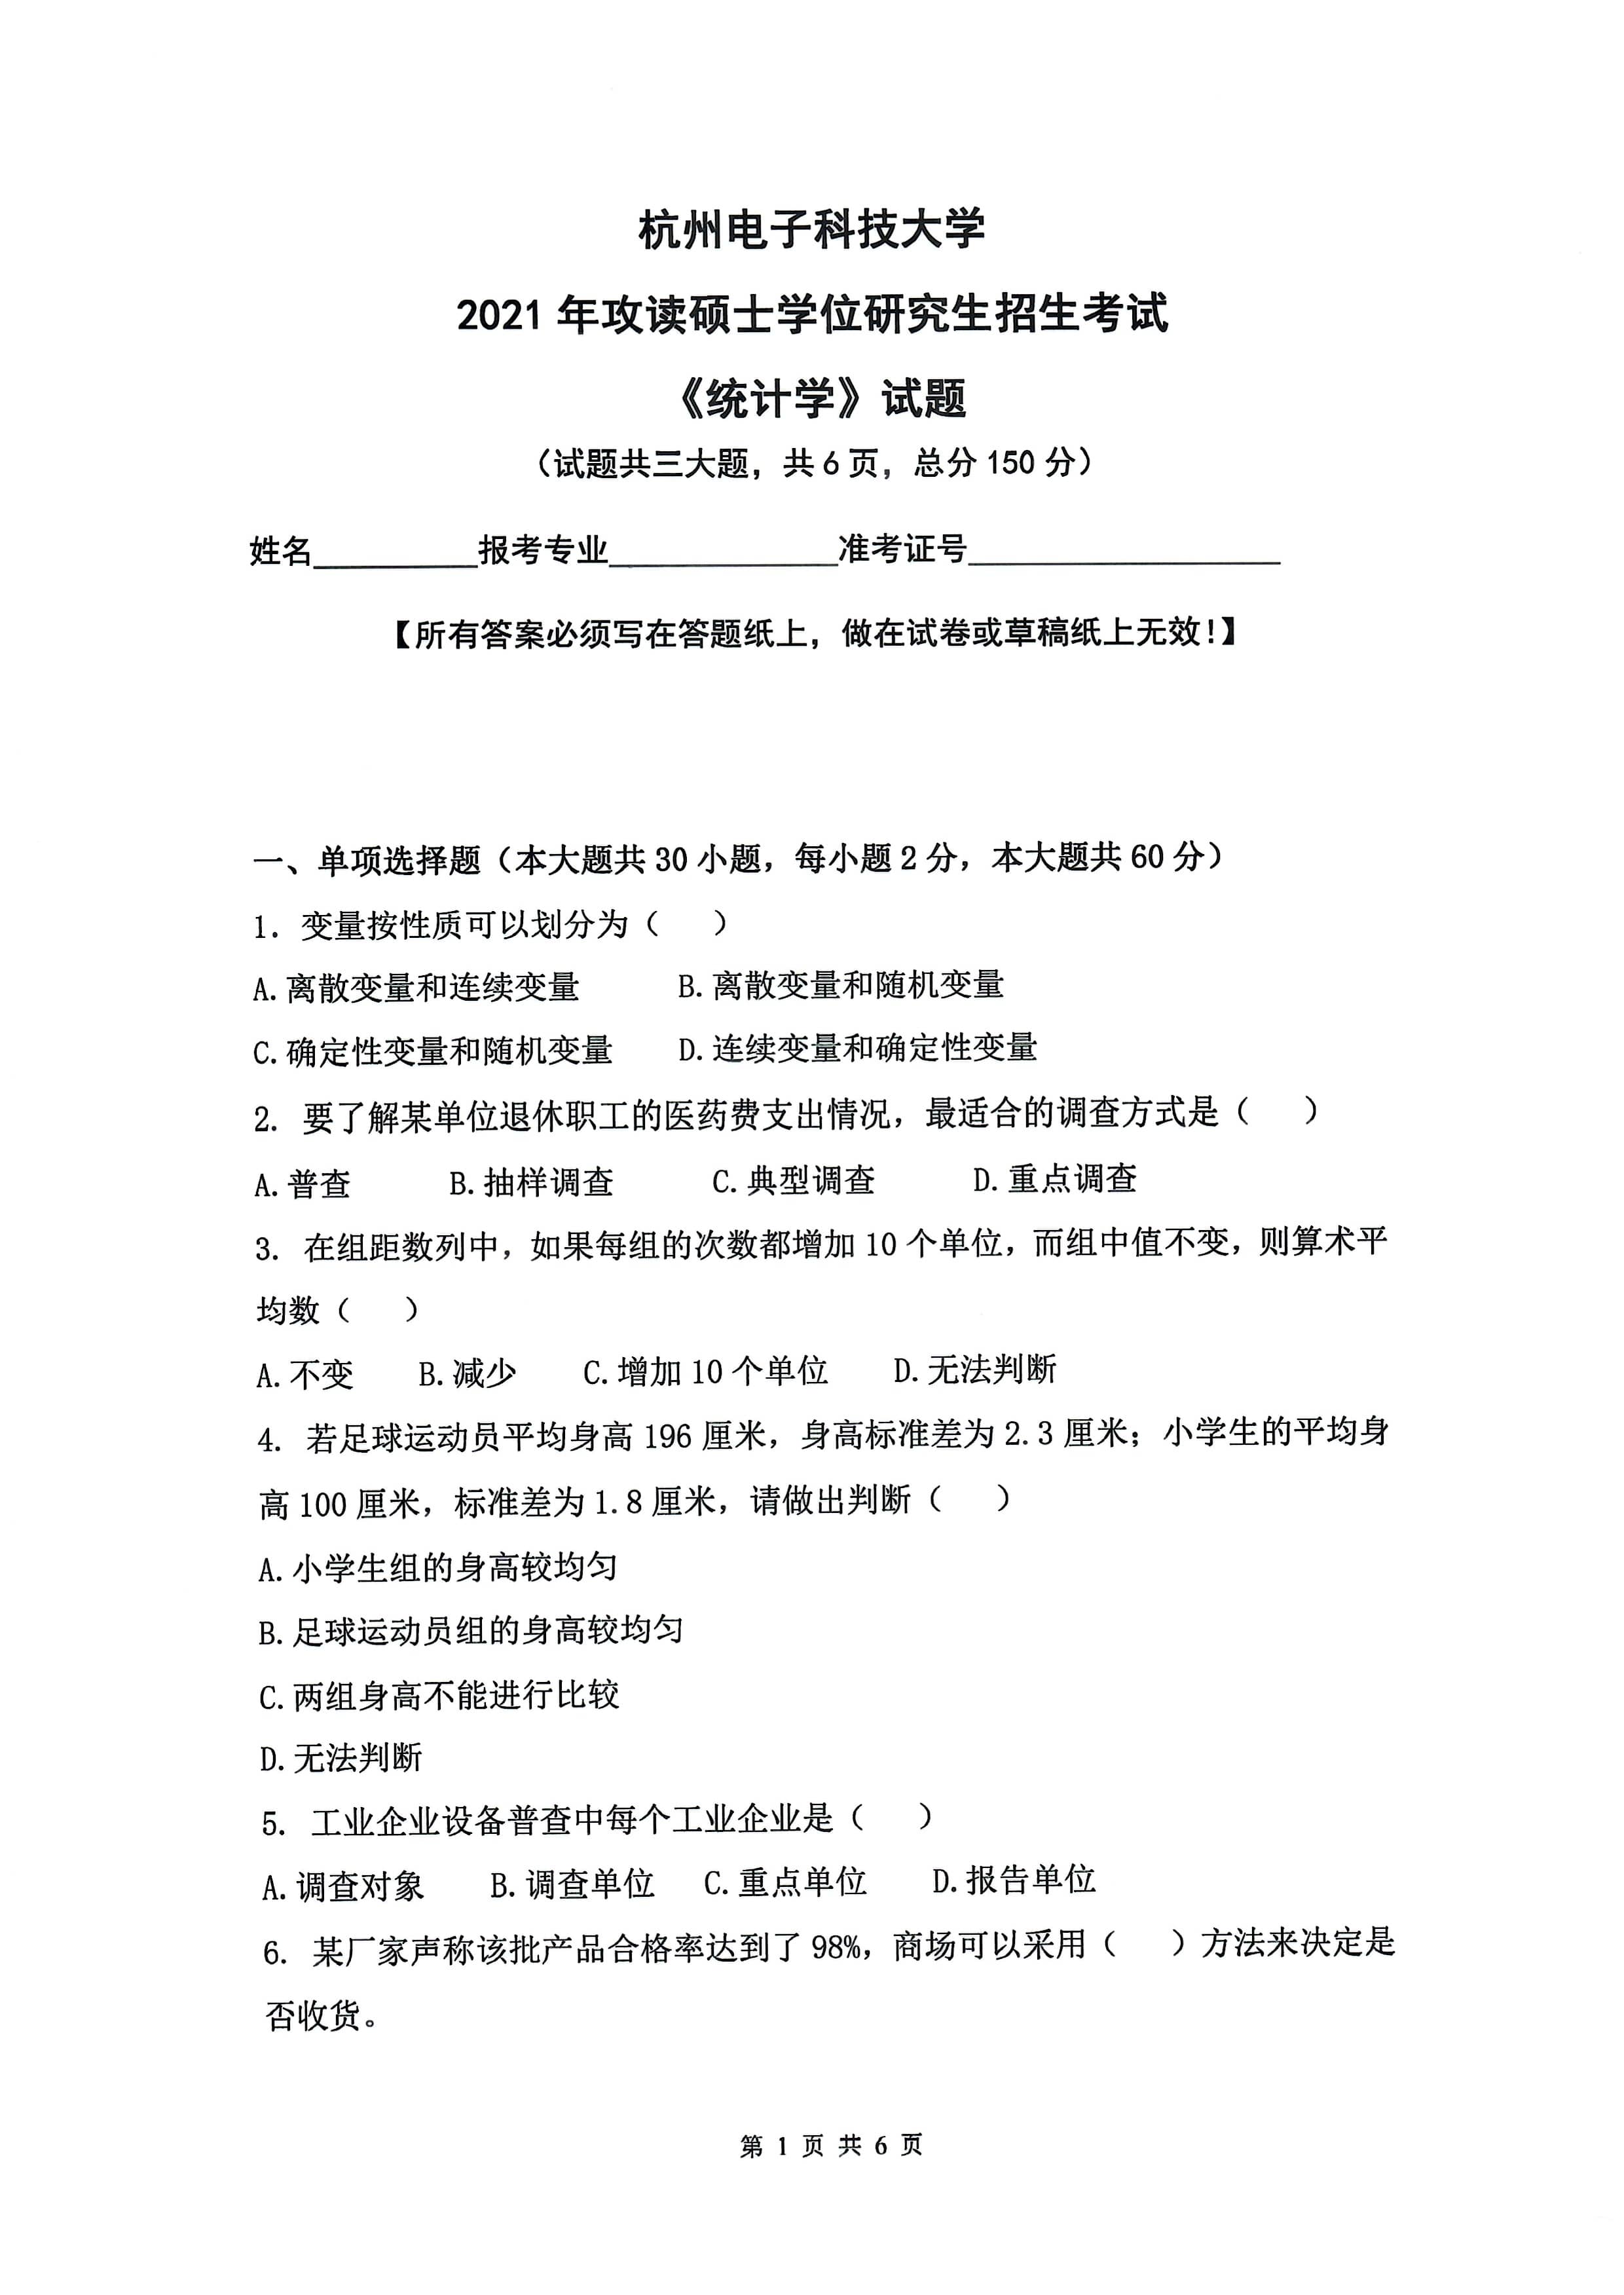 杭州电子科技大学
2021 年攻读硕士学位研究生招生考试
《统计学》试题
（试题共三大题，共 6 页，总分 150 分）
姓名__________报考专业______________准考证号___________________
【所有答案必须写在答题纸上，做在试卷或草稿纸上无效！】
一、单项选择题（本大题共 30 小题，每小题 2 分，本大题共 60 分）
1. 变量按性质可以划分为（　　）
A. 离散变量和连续变量　　B. 离散变量和随机变量
C. 确定性变量和随机变量　　D. 连续变量和确定性变量
2. 要了解某单位退休职工的医药费支出情况，最适合的调查方式是（　　）
A. 普查　　B. 抽样调查　　C. 典型调查　　D. 重点调查
3. 在组距数列中，如果每组的次数都增加 10 个单位，而组中值不变，则算术平
均数（　　）
A. 不变　　B. 减少　　C. 增加 10 个单位　　D. 无法判断
4. 若足球运动员平均身高 196 厘米，身高标准差为 2.3 厘米；小学生的平均身
高 100 厘米，标准差为 1.8 厘米，请做出判断（　　）
A. 小学生组的身高较均匀
B. 足球运动员组的身高较均匀
C. 两组身高不能进行比较
D. 无法判断
5. 工业企业设备普查中每个工业企业是（　　）
A. 调查对象　　B. 调查单位　　C. 重点单位　　D. 报告单位
6. 某厂家声称该批产品合格率达到了 98%，商场可以采用（　　）方法来决定是
否收货。
第 1 页 共 6 页